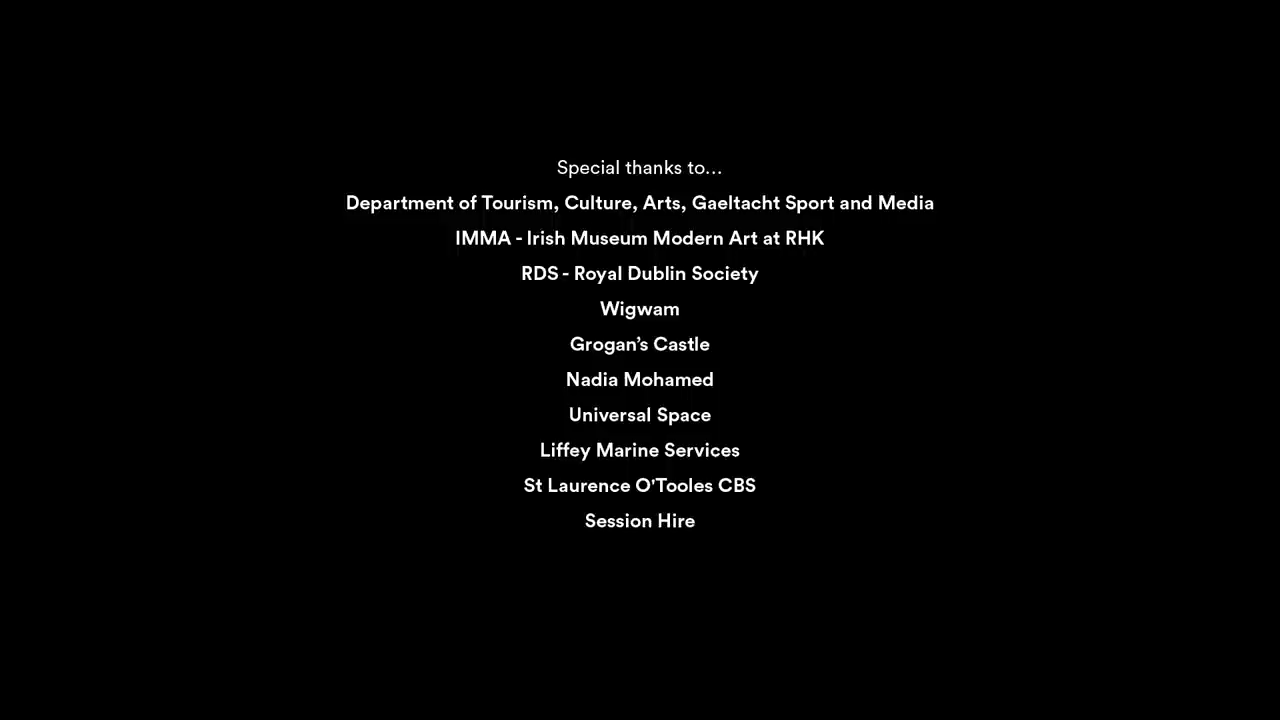 Special thanks to...
Department of Tourism, Culture, Arts, Gaeltacht Sport and Media
IMMA - Irish Museum Modern Art at RHK
RDS - Royal Dublin Society
Wigwam
Grogan’s Castle
Nadia Mohamed
Universal Space
Liffey Marine Services
St Laurence O'Tooles CBS
Session Hire